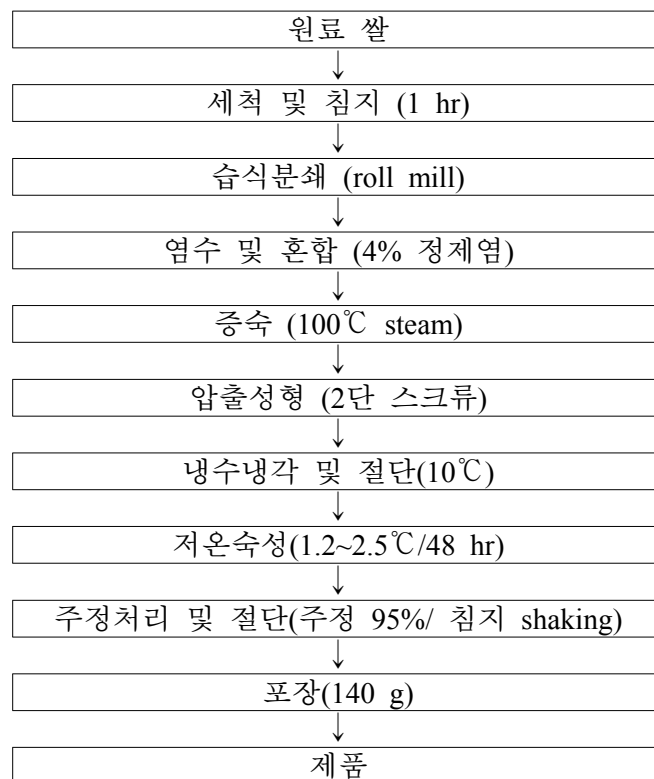 원료 쌀
세척 및 침지 (1 hr)
습식분쇄 (roll mill)
염수 및 혼합 (4% 정제염)
증숙 (100℃ steam)
압출성형 (2단 스크류)
냉수냉각 및 절단(10℃)
저온숙성(1.2~2.5℃/48 hr)
주정처리 및 절단(주정 95%/ 침지 shaking)
포장(140 g)
제품